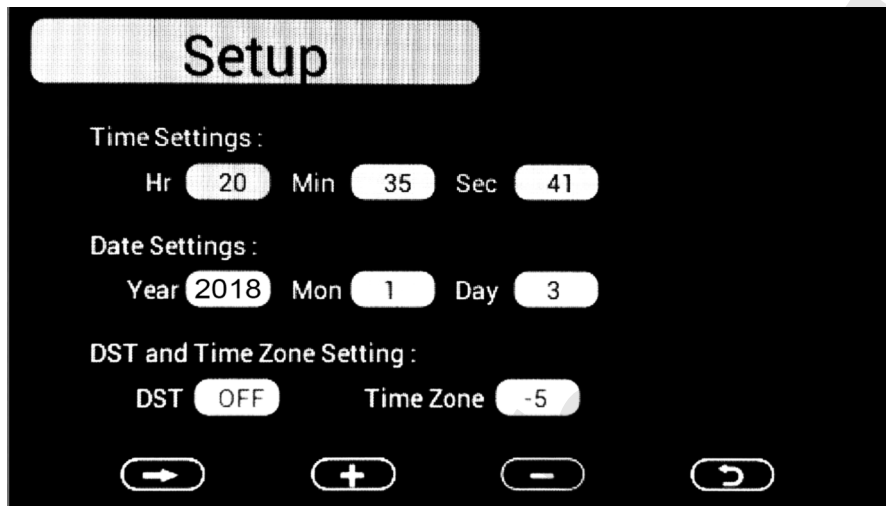 Setup
Time Settings :
Hr 20 Min 35 Sec 41
Date Settings :
Year 2018 Mon 1 Day 3
DST and Time Zone Setting :
DST OFF Time Zone -5